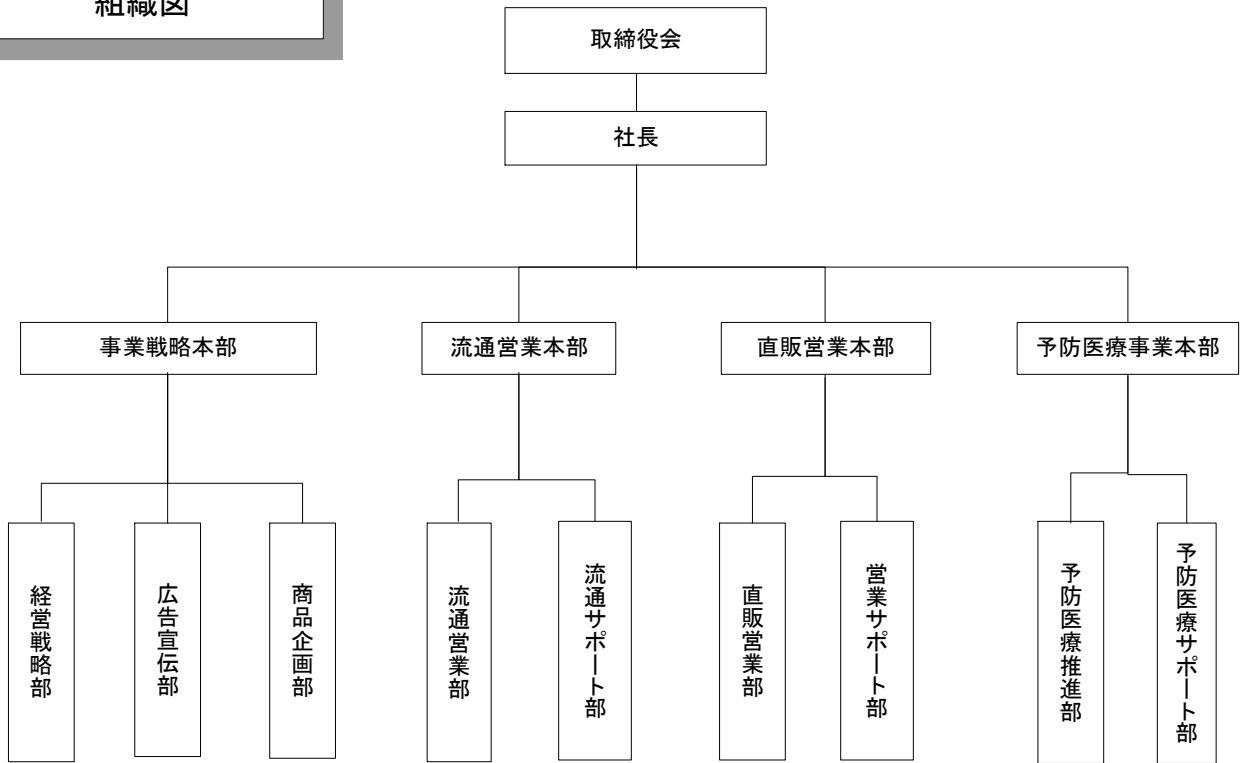 組織図
取締役会
社長
事業戦略本部
流通営業本部
直販営業本部
予防医療事業本部
経営戦略部
広告宣伝部
商品企画部
流通営業部
流通サポート部
直販営業部
営業サポート部
予防医療推進部
予防医療サポート部